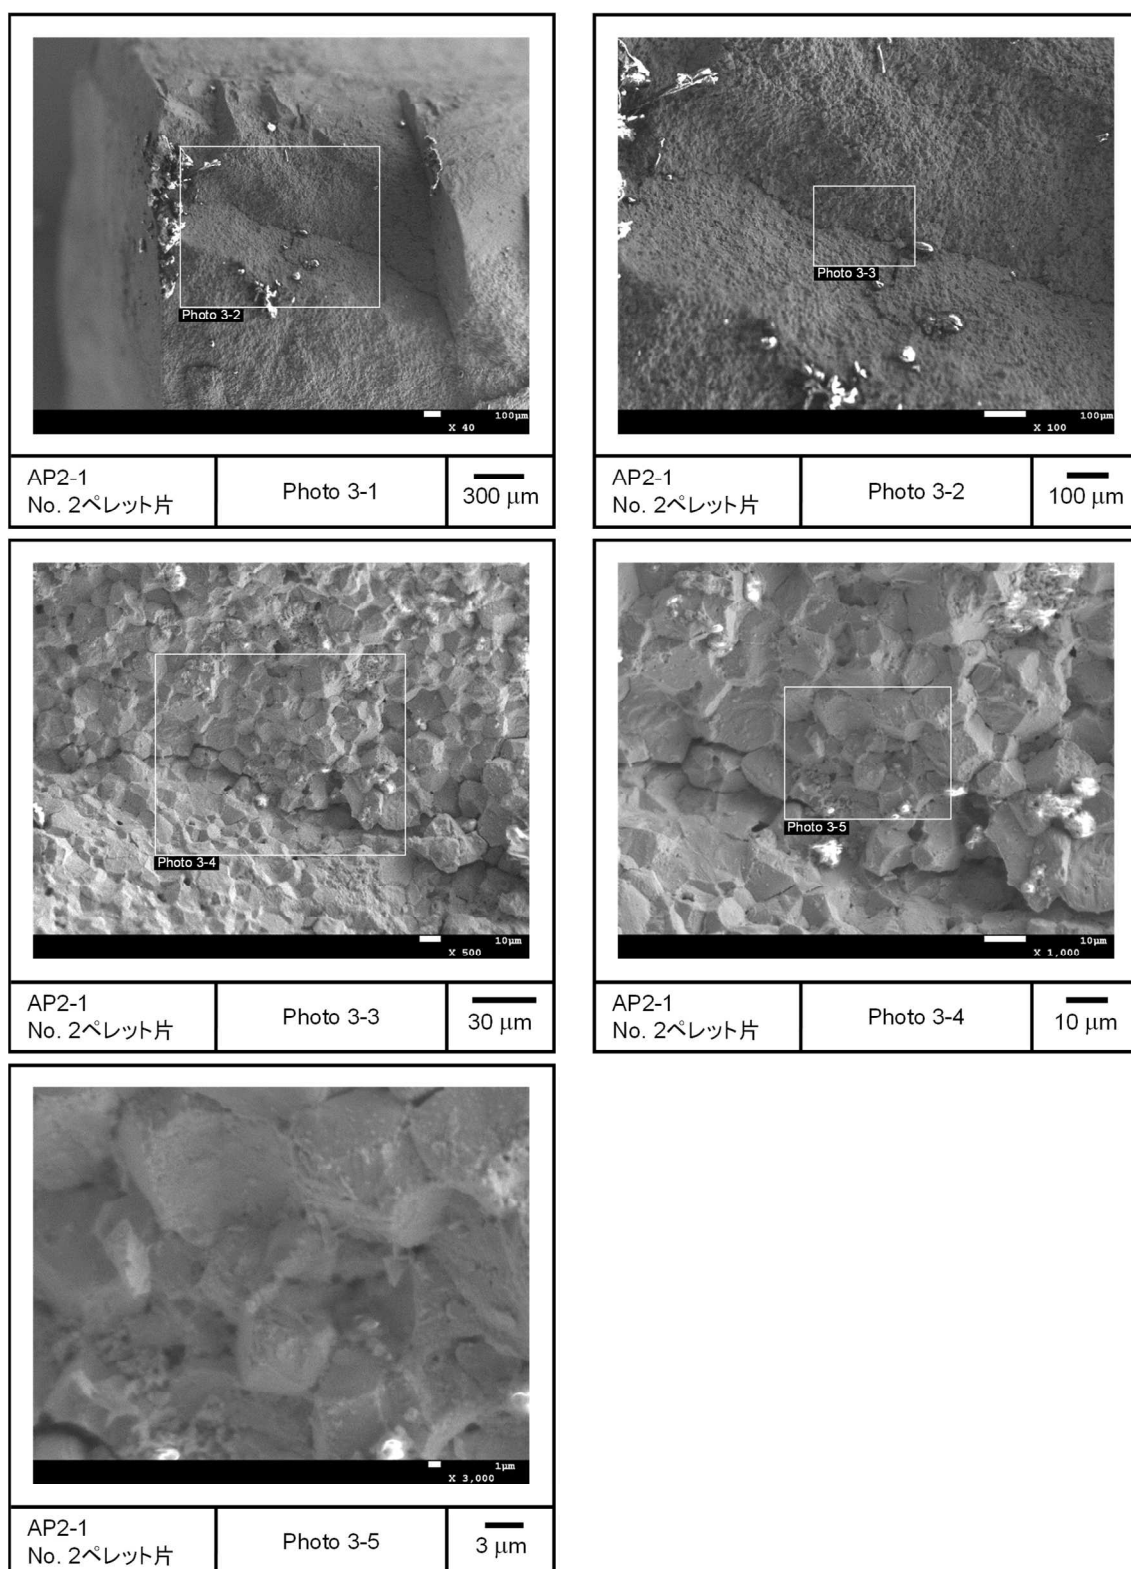 Photo 3-2
100μm
X 40
AP2-1
No. 2ペレット片
Photo 3-1
300 μm
Photo 3-3
100μm
X 100
AP2-1
No. 2ペレット片
Photo 3-2
100 μm
Photo 3-4
10μm
X 500
AP2-1
No. 2ペレット片
Photo 3-3
30 μm
Photo 3-5
10μm
X 1,000
AP2-1
No. 2ペレット片
Photo 3-4
10 μm
1μm
X 3,000
AP2-1
No. 2ペレット片
Photo 3-5
3 μm